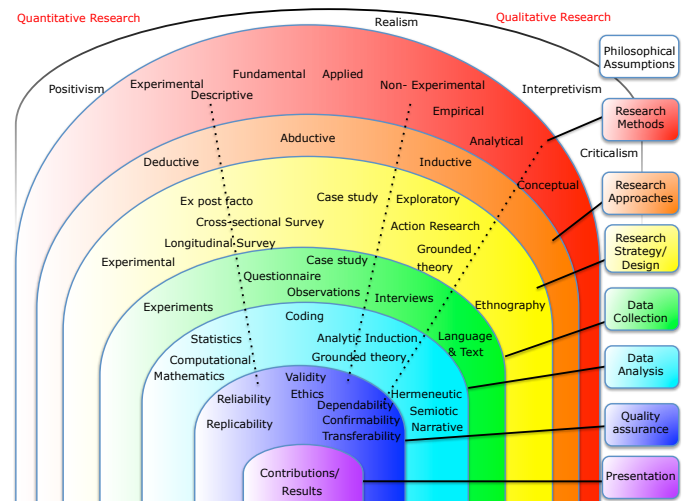 Quantitative Research
Qualitative Research
Realism
Positivism
Interpretivism
Criticalism
Philosophical
Assumptions
Experimental
Descriptive
Fundamental
Applied
Non- Experimental
Empirical
Analytical
Conceptual
Research
Methods
Deductive
Abductive
Inductive
Research
Approaches
Ex post facto
Cross-sectional Survey
Longitudinal Survey
Experimental
Case study
Exploratory
Action Research
Grounded
theory
Ethnography
Research
Strategy/
Design
Case study
Questionnaire
Observations
Experiments
Interviews
Language
& Text
Data
Collection
Coding
Statistics
Computational
Mathematics
Analytic Induction
Grounded theory
Hermeneutic
Semiotic
Narrative
Data
Analysis
Validity
Ethics
Reliability
Replicability
Dependability
Confirmability
Transferability
Quality
assurance
Contributions/
Results
Presentation